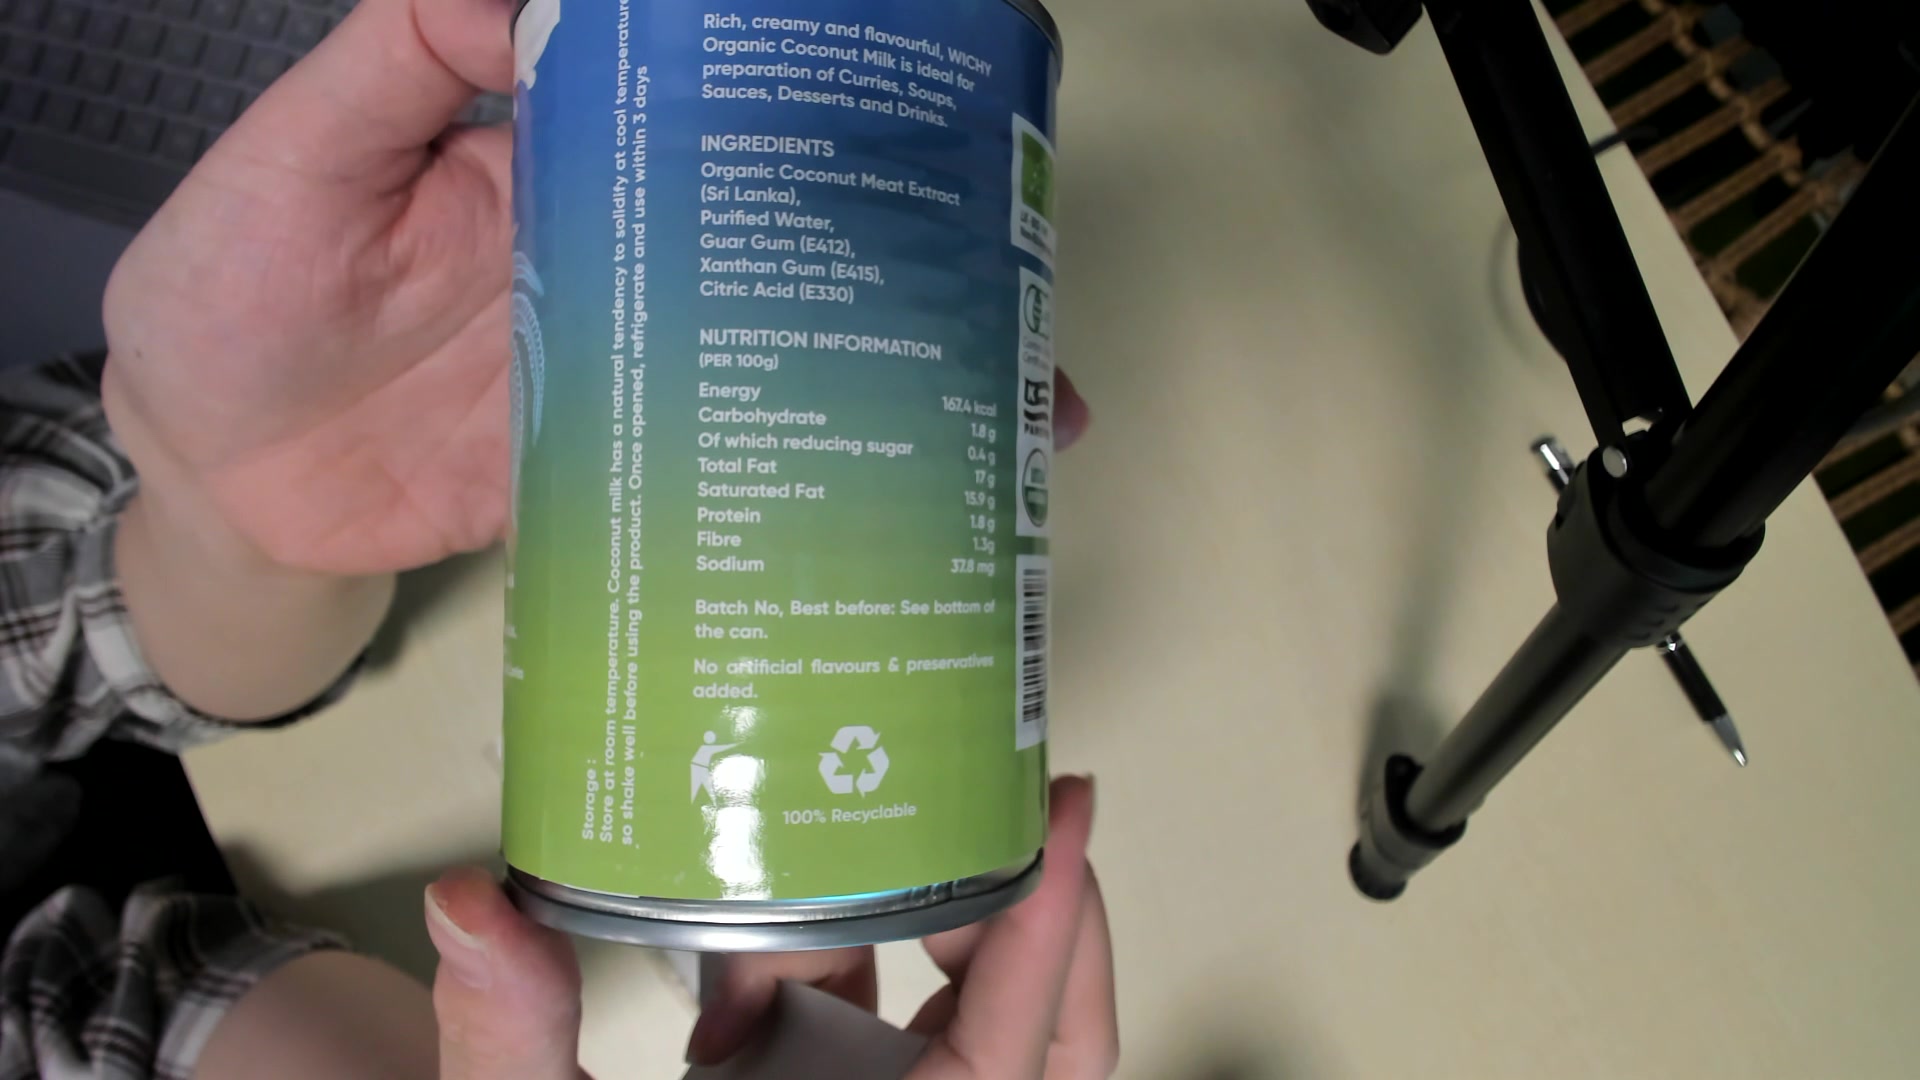 Rich, creamy and flavourful, WICHY
Organic Coconut Milk is ideal for
preparation of Curries, Soups,
Sauces, Desserts and Drinks.
INGREDIENTS
Organic Coconut Meat Extract
(Sri Lanka),
Purified Water,
Guar Gum (E412),
Xanthan Gum (E415),
Citric Acid (E330)
NUTRITION INFORMATION
(PER 100g)
Energy 167.4 kcal
Carbohydrate 1.8 g
Of which reducing sugar 0.4 g
Total Fat 17 g
Saturated Fat 15.9 g
Protein 1.8 g
Fibre 1.3g
Sodium 37.8 mg
Batch No, Best before: See bottom of
the can.
No artificial flavours & preservatives
added.
100% Recyclable
Storage :
Store at room temperature. Coconut milk has a natural tendency to solidify at cool temperature
so shake well before using the product. Once opened, refrigerate and use within 3 days